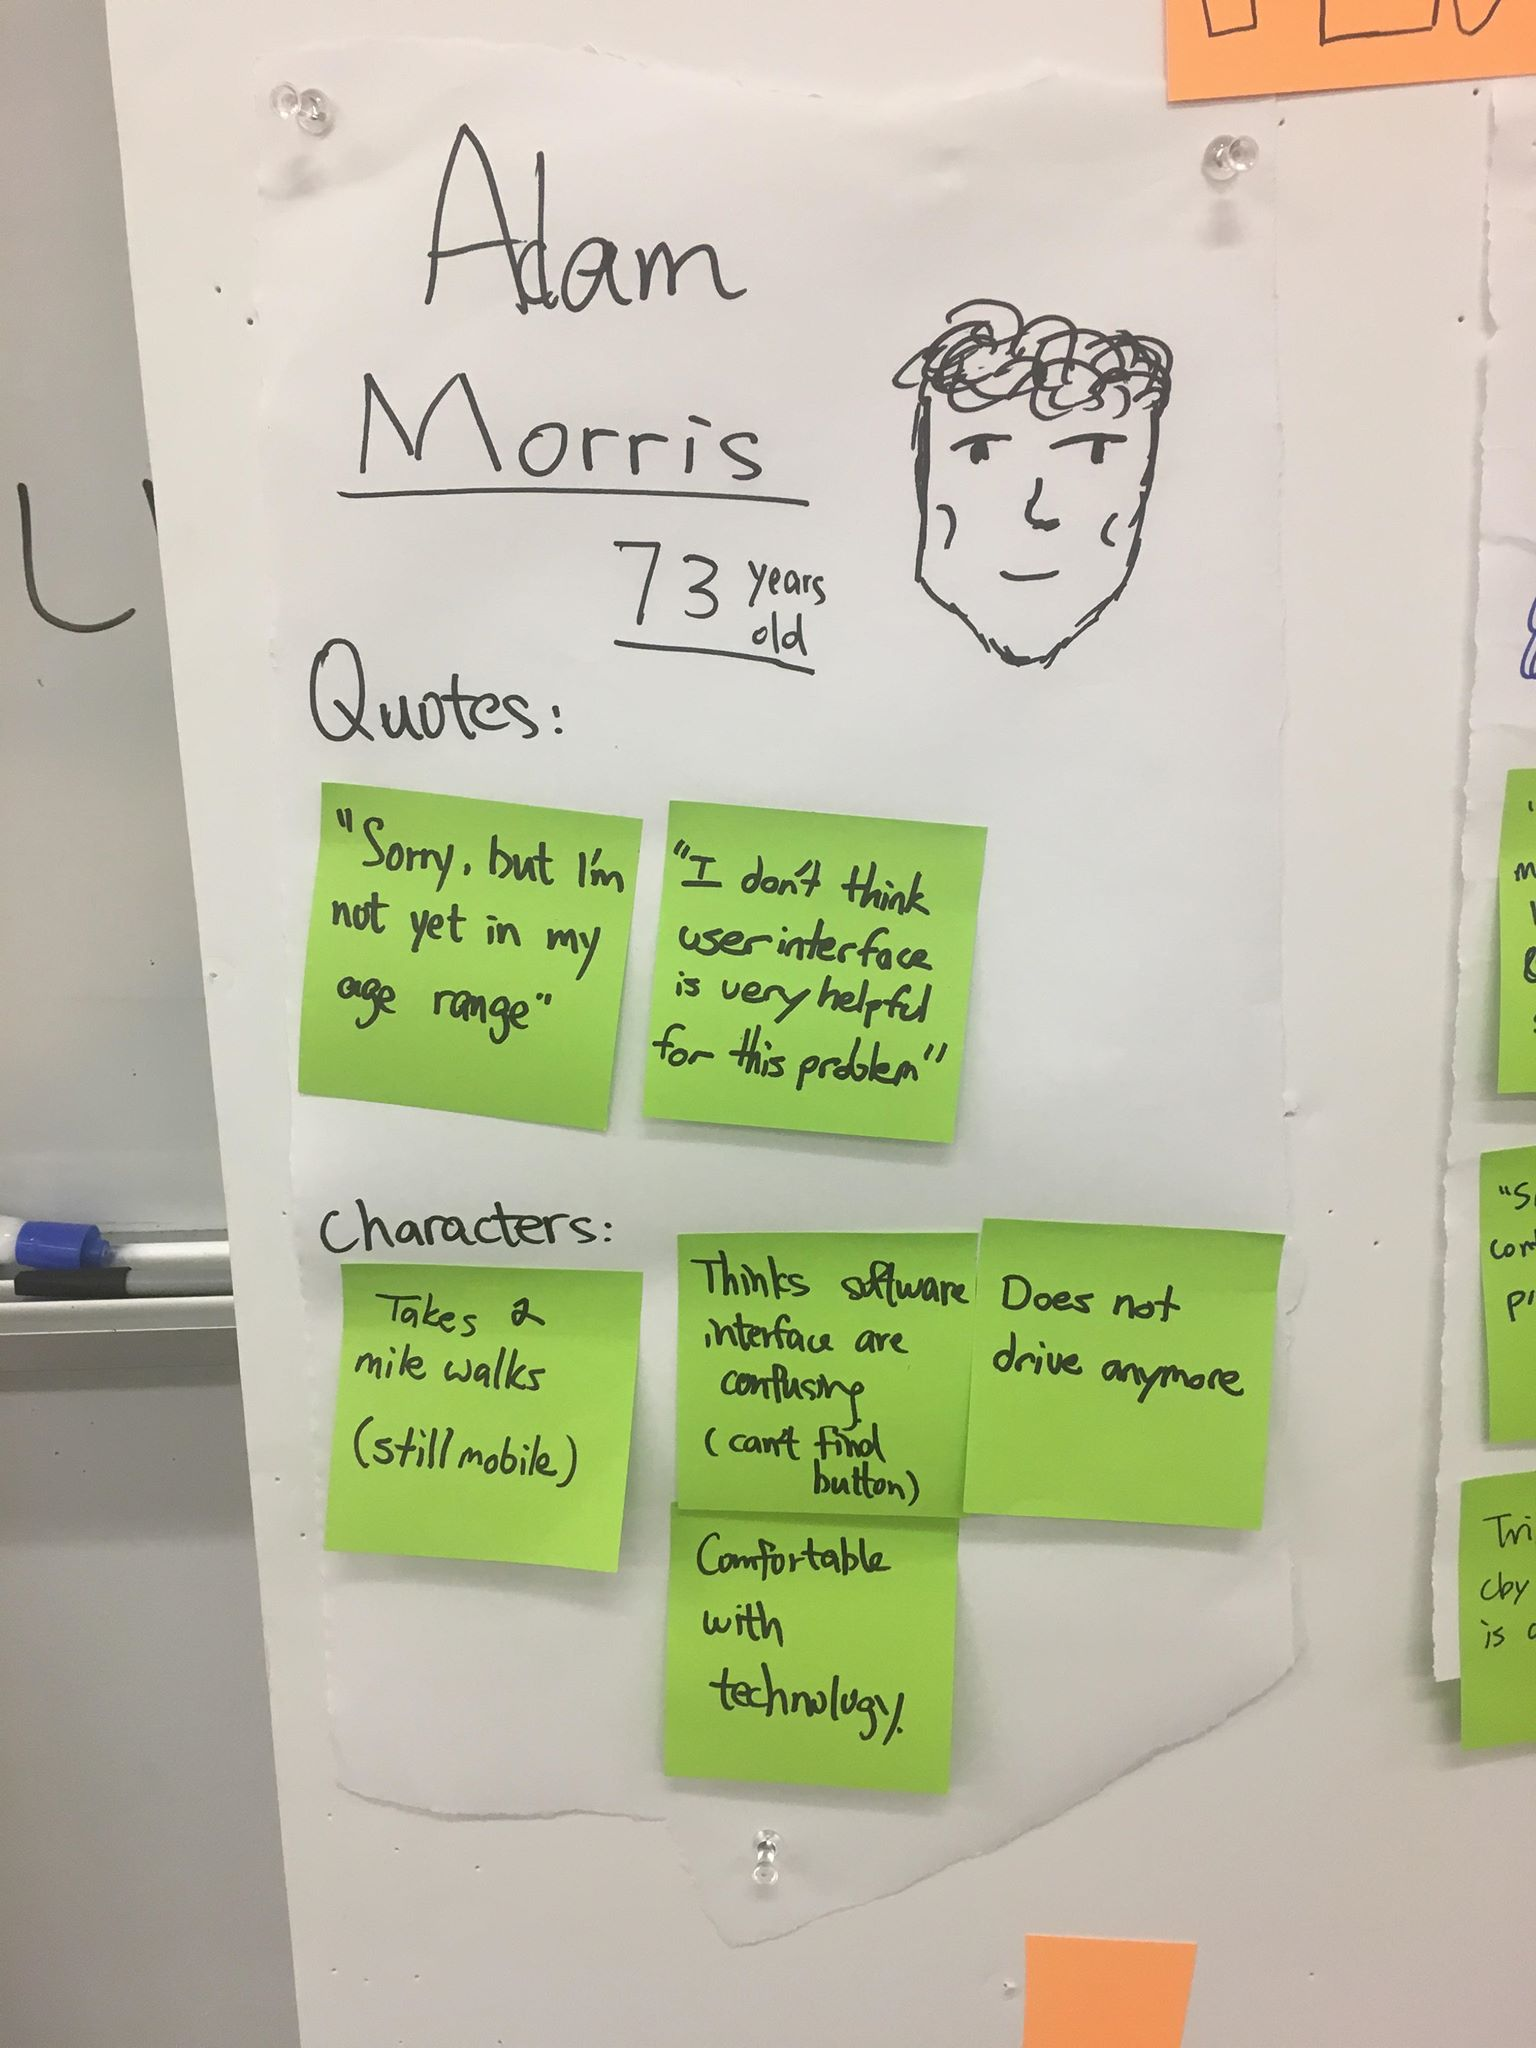 Adam
Morris
73 years
old
Quotes:
"Sorry, but I'm
not yet in my
age range"
"I don't think
user interface
is very helpful
for this problem"
Characters:
Takes 2
mile walks
(still mobile)
Thinks software
interface are
confusing
(can't find
button)
Does not
drive anymore
Comfortable
with
technology.